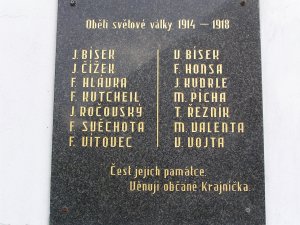 Oběti světové války 1914 – 1918
J. BÍSEK
J ČÍŽEK
F. HLÁVKA
F. KUTCHEIL
J. ROČOVSKÝ
F. SVĚCHOTA
F. VÍTOVEC
V. BÍSEK
F. HONSA
J. KUDRLE
M. PÍCHA
T. ŘEZNÍK
M. VALENTA
V. VOJTA
Čest jejich památce.
Věnují občané Krajníčka.